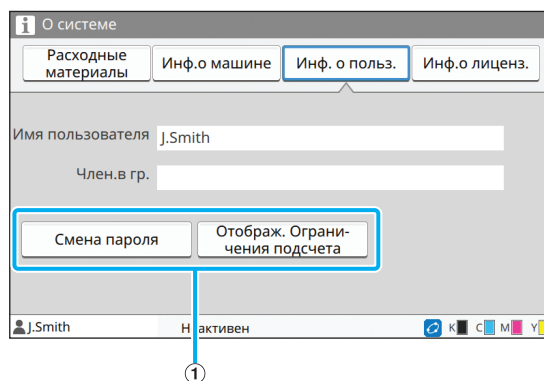 О системе
Расходные
материалы
Инф.о машине
Инф. о польз.
Инф.о лиценз.
Имя пользователя
J.Smith
Член.в гр.
Смена пароля
Отображ. Ограни-
чения подсчета
J.Smith
активен
K C M Y
1